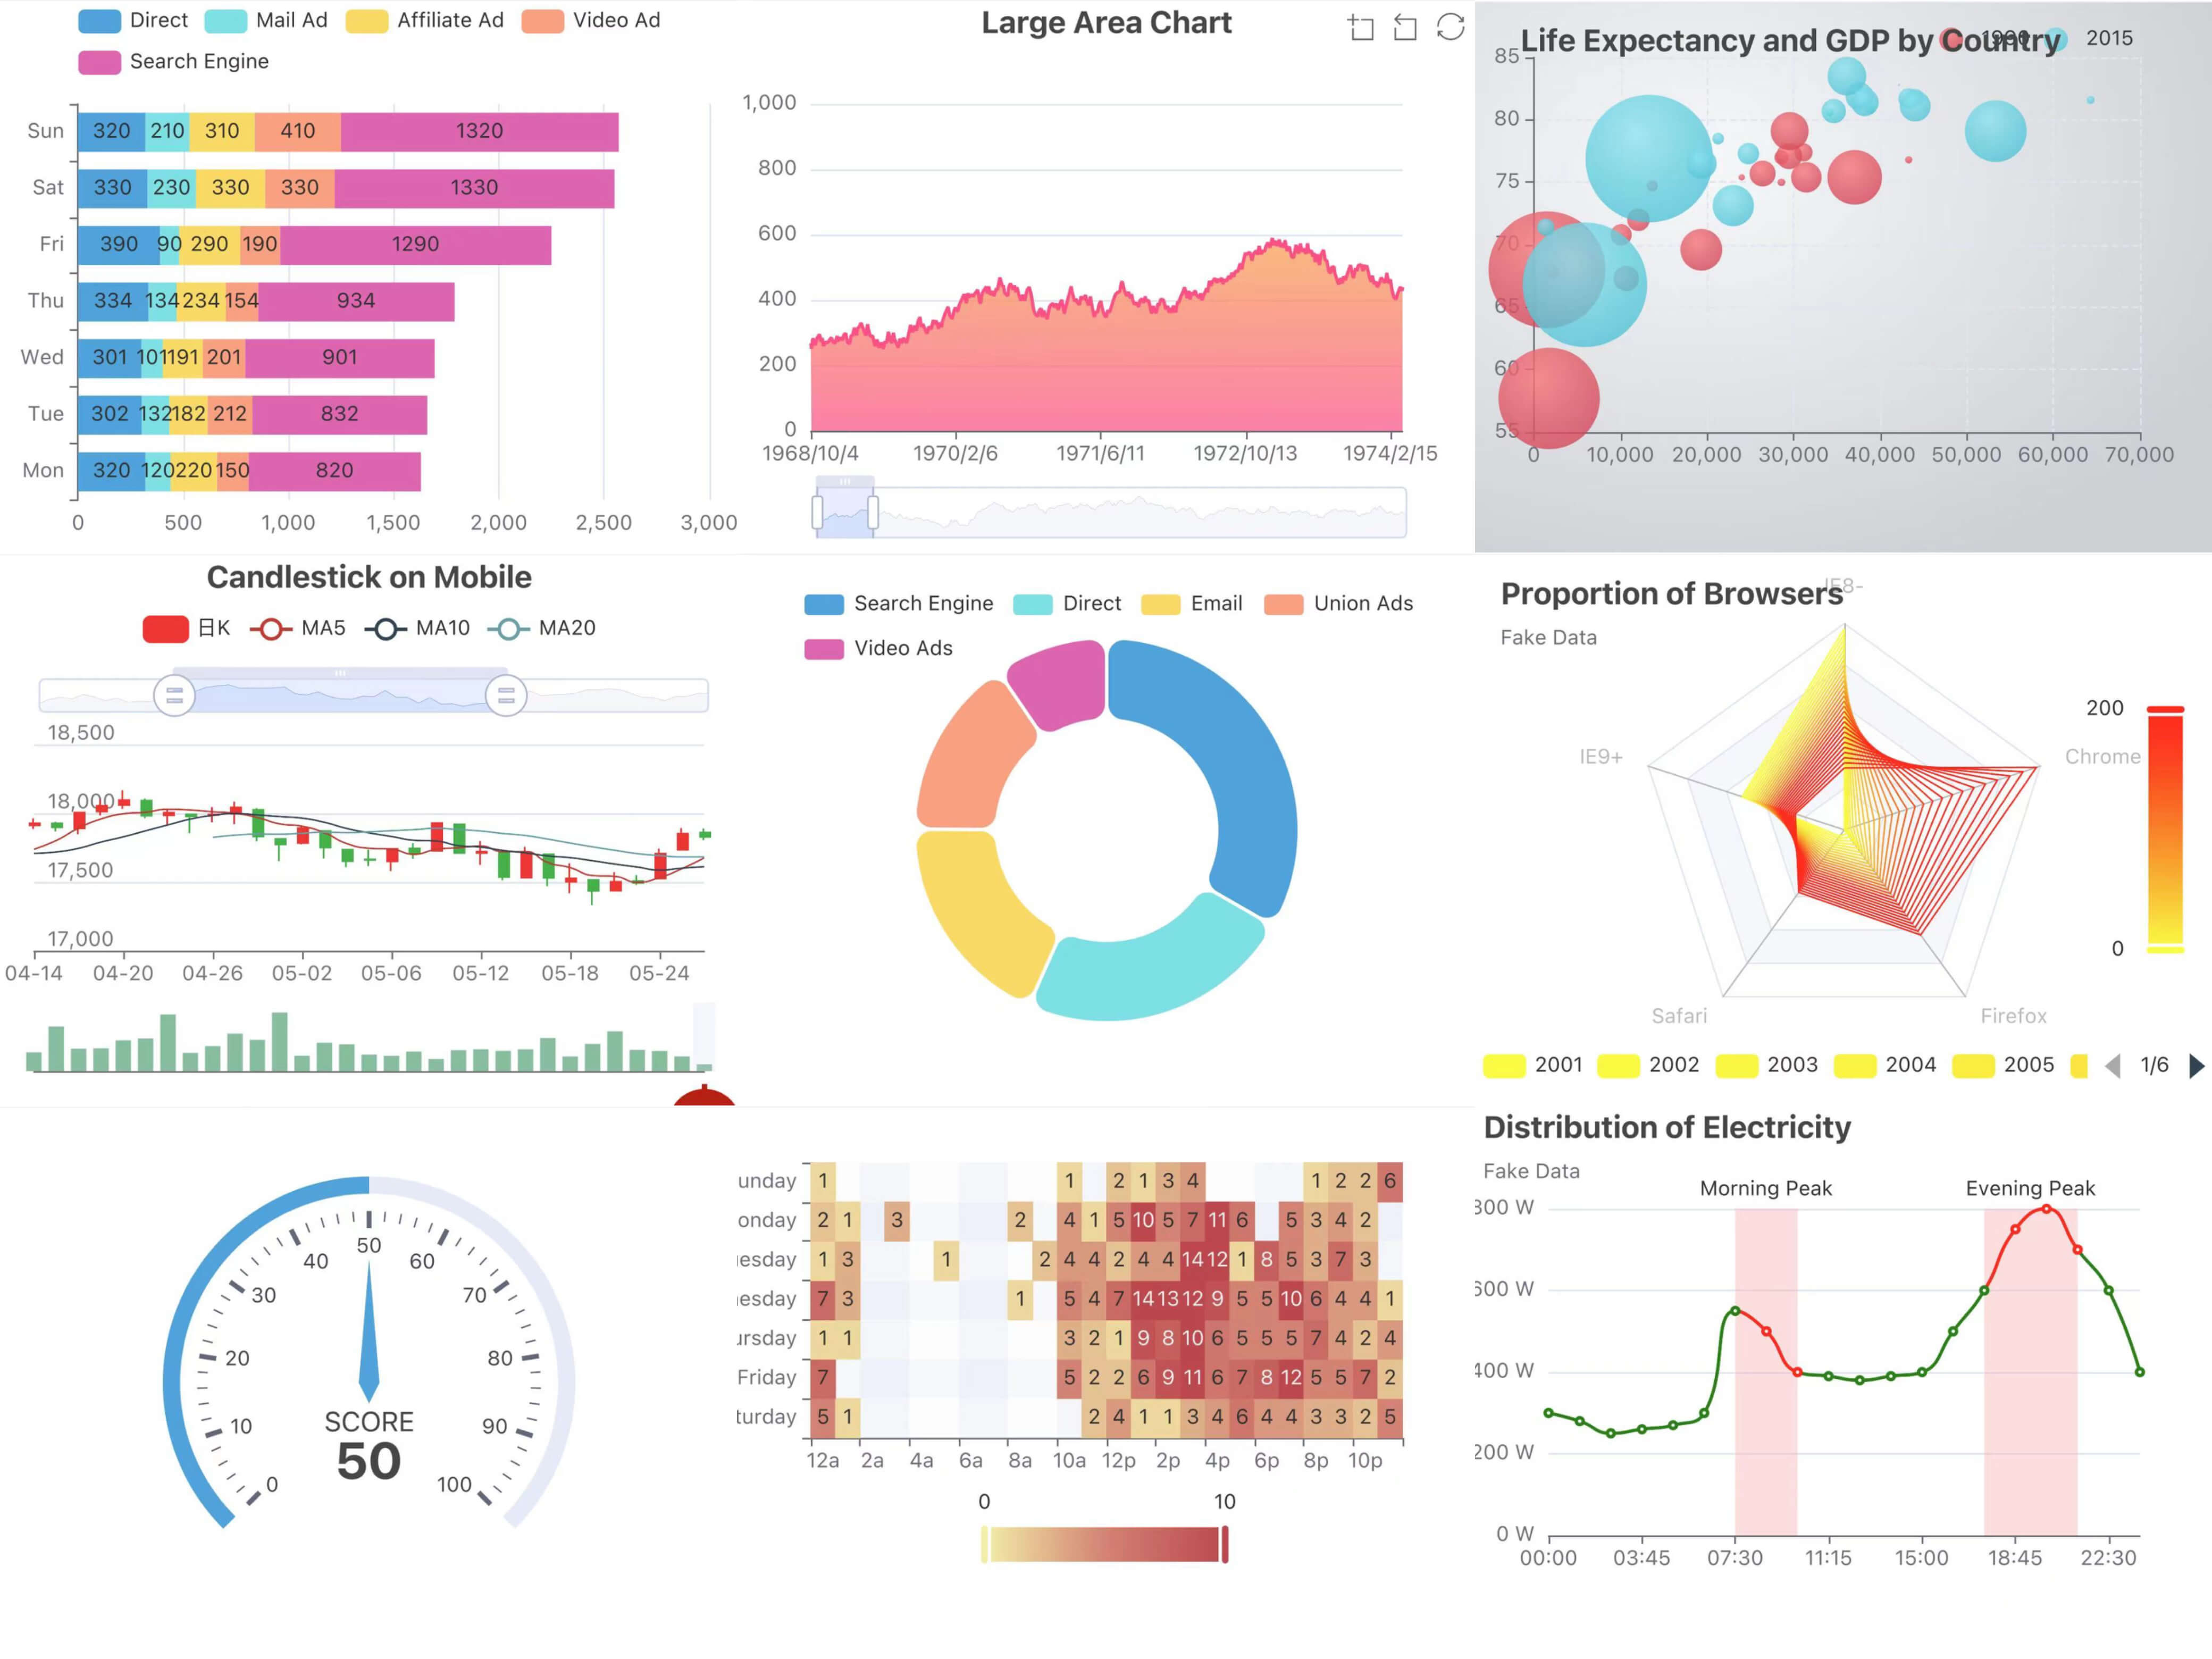 Direct Mail Ad Affiliate Ad Video Ad
Search Engine
Sun 320 210 310 410 1320
Sat 330 230 330 330 1330
Fri 390 90 290 190 1290
Thu 334 134 234 154 934
Wed 301 101 191 201 901
Tue 302 132 182 212 832
Mon 320 120 220 150 820
0 500 1,000 1,500 2,000 2,500 3,000
Large Area Chart
1,000
800
600
400
200
0
1968/10/4 1970/2/6 1971/6/11 1972/10/13 1974/2/15
Life Expectancy and GDP by Country
1990 2015
85
80
75
70
65
60
55
0 10,000 20,000 30,000 40,000 50,000 60,000 70,000
Candlestick on Mobile
日K MA5 MA10 MA20
18,500
18,000
17,500
17,000
04-14 04-20 04-26 05-02 05-06 05-12 05-18 05-24
Search Engine Direct Email Union Ads
Video Ads
Proportion of Browsers
IE8-
Fake Data
200
IE9+ Chrome
0
Safari Firefox
2001 2002 2003 2004 2005 1/6
50
40 60
30 70
20 80
10 90
0 100
SCORE
50
unday 1 1 2 1 3 4 1 2 2 6
onday 2 1 3 2 4 1 5 10 5 7 11 6 5 3 4 2
esday 1 3 1 2 4 4 2 4 4 14 12 1 8 5 3 7 3
esday 7 3 1 5 4 7 14 13 12 9 5 5 10 6 4 4 1
ursday 1 1 3 2 1 9 8 10 6 5 5 5 7 4 2 4
Friday 7 5 2 2 6 9 11 6 7 8 12 5 5 7 2
turday 5 1 2 4 1 1 3 4 6 4 4 3 3 2 5
12a 2a 4a 6a 8a 10a 12p 2p 4p 6p 8p 10p
0 10
Distribution of Electricity
Fake Data
Morning Peak Evening Peak
800 W
600 W
400 W
200 W
0 W
00:00 03:45 07:30 11:15 15:00 18:45 22:30